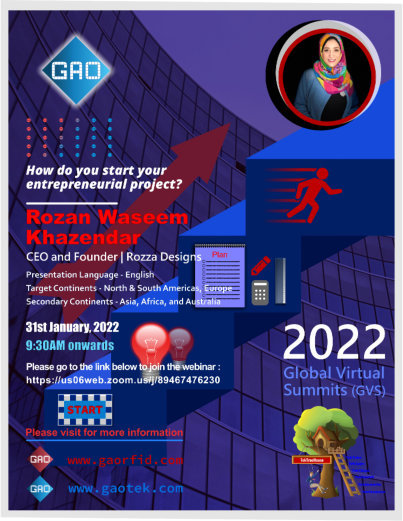 GAO
How do you start your
entrepreneurial project?
Rozan Waseem
Khazendar
CEO and Founder | Rozza Designs
Plan
Presentation Language - English
Target Continents - North & South Americas, Europe
Secondary Continents - Asia, Africa, and Australia
31st January, 2022
9:30AM onwards
Please go to the link below to join the webinar :
https://us06web.zoom.us/j/89467476230
2022
Global Virtual
Summits (GVS)
START
Please visit for more information
GAO
www.gaorfid.com
GAO
www.gaotek.com
TekTreeHouse